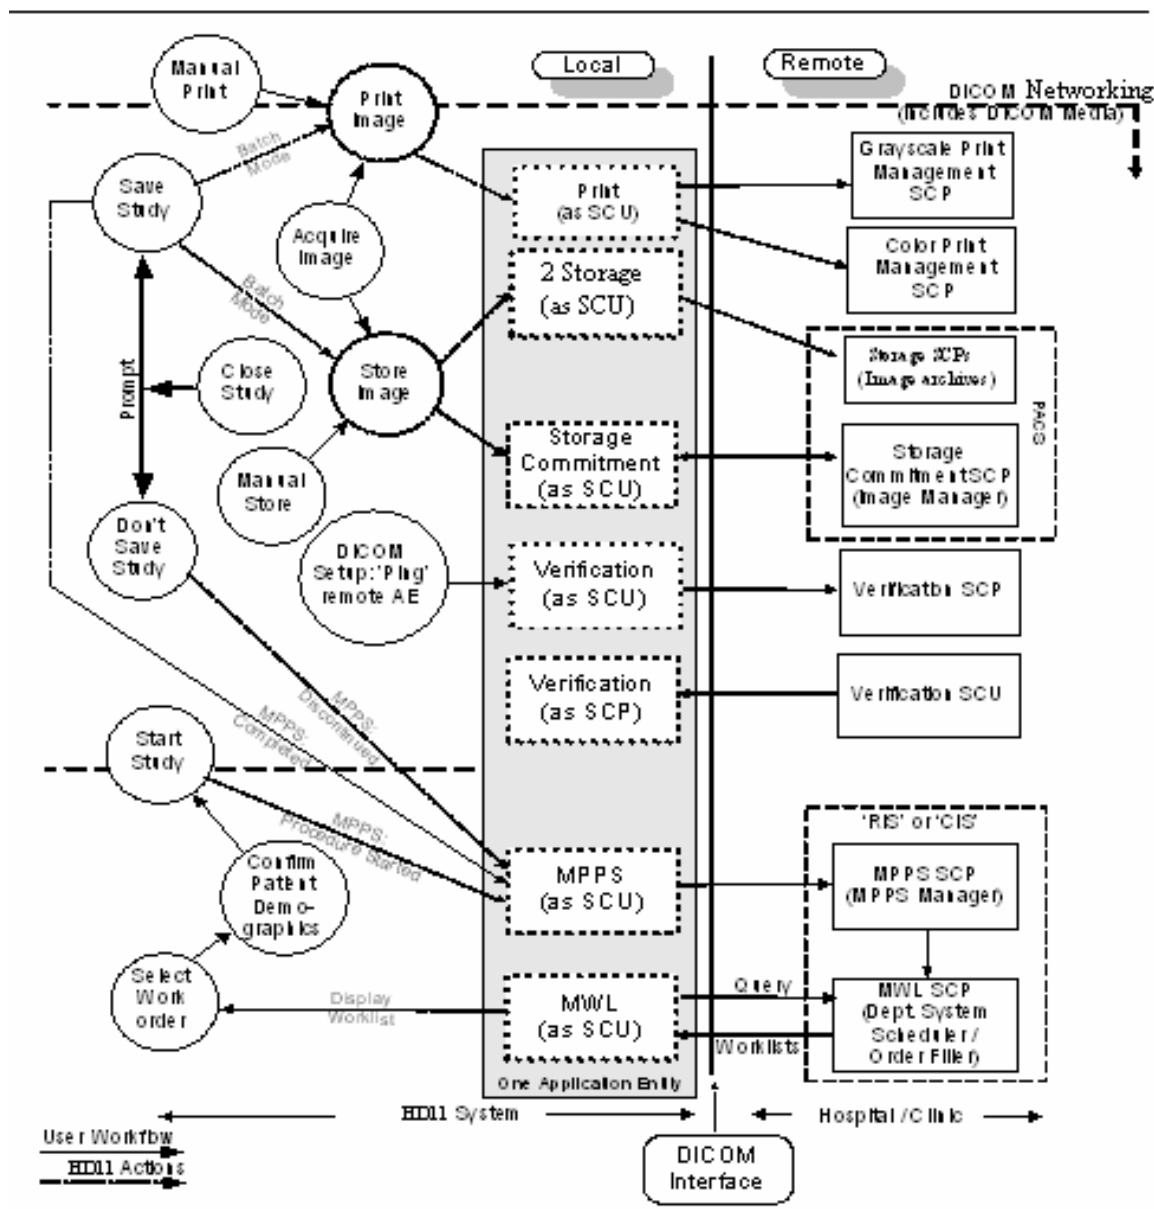 Local
Remote
DICOM Networking
(Includes DICOM Media)
Manual
Print
Print
Image
Batch
Mode
Save
Study
Acquire
Image
Batch
Mode
Prompt
Close
Study
Store
Image
Manual
Store
Don't
Save
Study
DICOM
Setup:'Ping'
remote AE
MPPS:
Discontinued
MPPS:
Completed
Start
Study
MPPS:
Procedure Started
Confirm
Patient
Demo-
graphics
Select
Work
order
Display
Worklist
Print
(as SCU)
2 Storage
(as SCU)
Storage
Commitment
(as SCU)
Verification
(as SCU)
Verification
(as SCP)
MPPS
(as SCU)
MWL
(as SCU)
One Application Entity
Grayscale Print
Management
SCP
Color Print
Management
SCP
Storage SCPs
(Image archives)
PACS
Storage
Commitment SCP
(Image Manager)
Verification SCP
Verification SCU
'RIS' or 'CIS'
MPPS SCP
(MPPS Manager)
Query
MWL SCP
(Dept. System
Scheduler /
Order Filler)
Worklists
HD11 System
Hospital /Clinic
User Workflow
HD11 Actions
DICOM
Interface